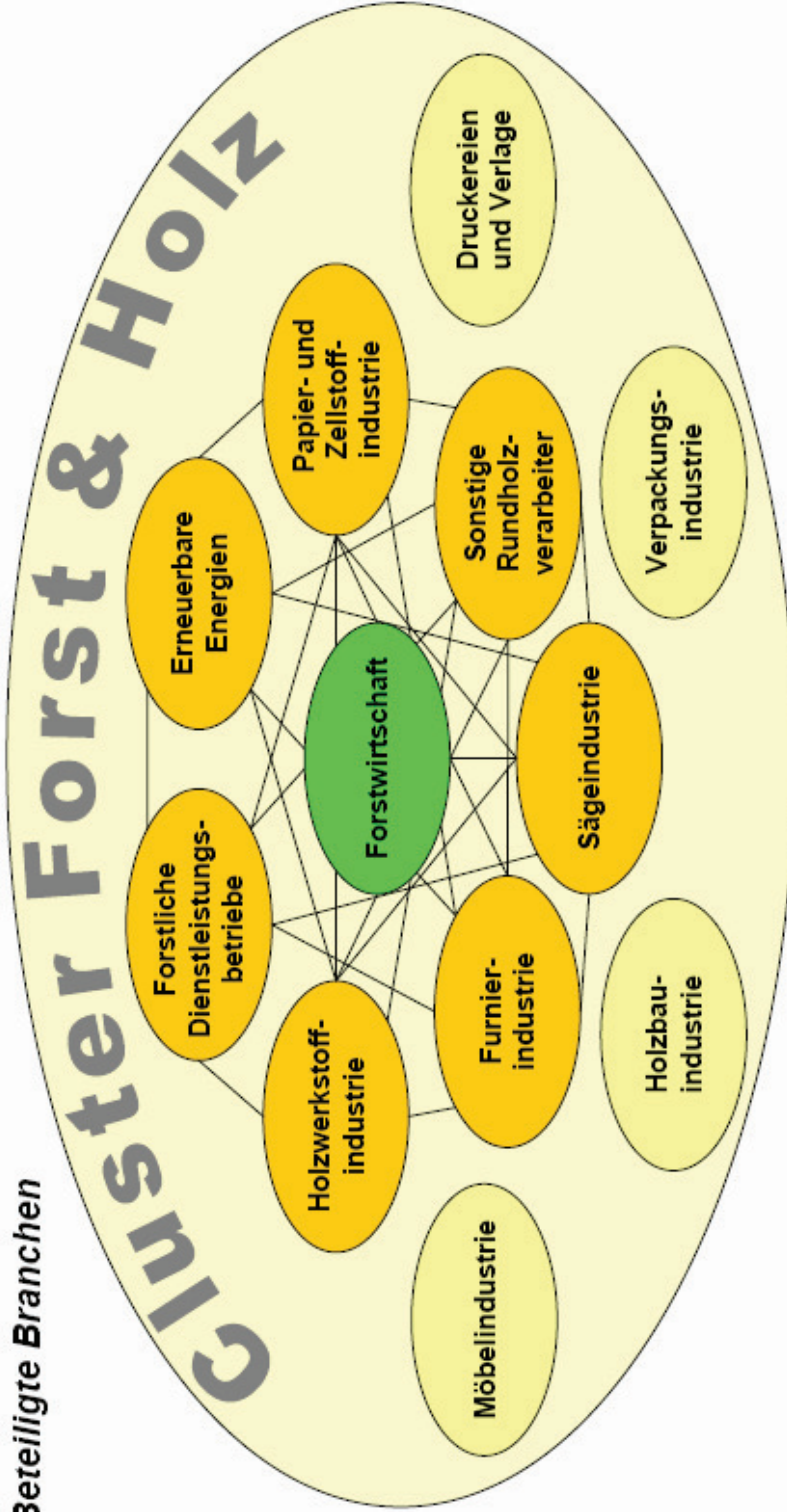 Beteiligte Branchen
Cluster Forst & Holz
Forstliche
Dienstleistungs-
betriebe
Erneuerbare
Energien
Holzwerkstoff-
industrie
Papier- und
Zellstoff-
industrie
Forstwirtschaft
Furnier-
industrie
Sonstige
Rundholz-
verarbeiter
Sägeindustrie
Möbelindustrie
Druckereien
und Verlage
Holzbau-
industrie
Verpackungs-
industrie